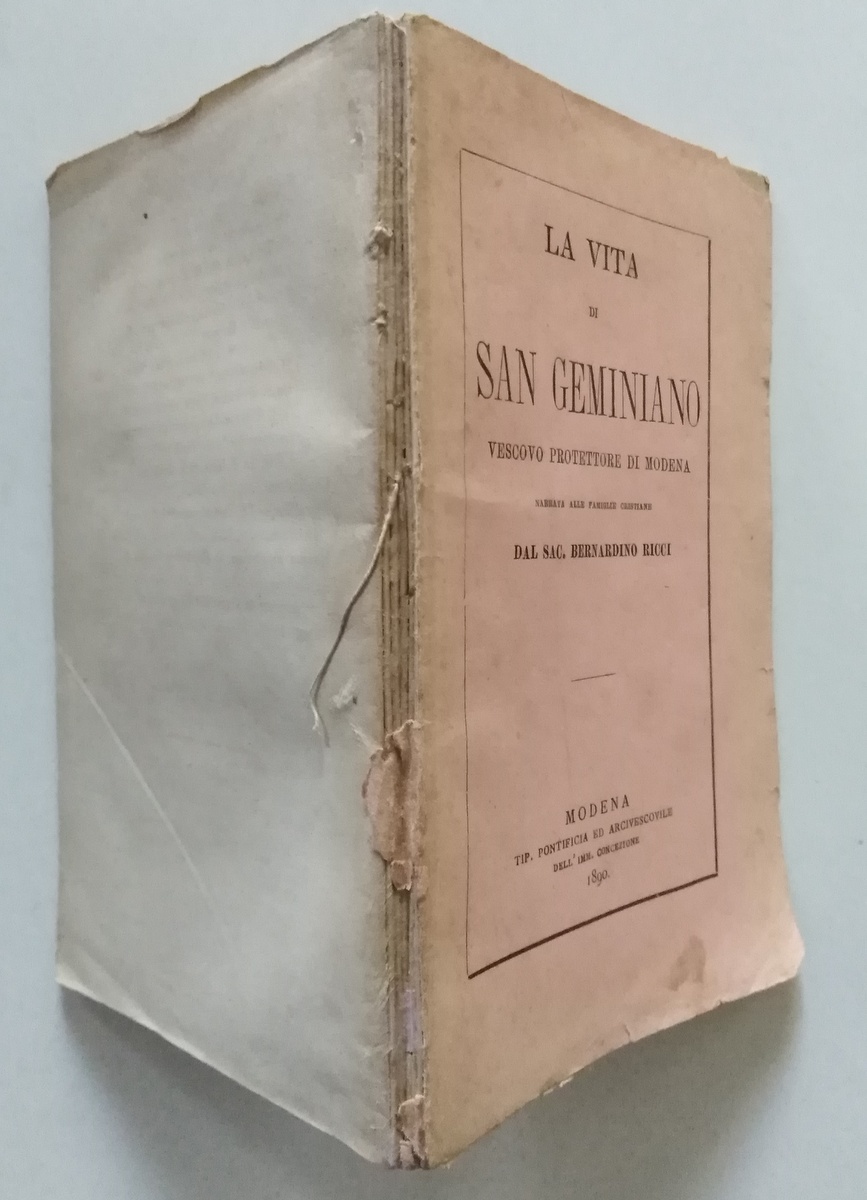 LA VITA
DI
SAN GEMINIANO
VESCOVO PROTETTORE DI MODENA
NARRATA ALLE FAMIGLIE CRISTIANE
DAL SAC. BERNARDINO RICCI
MODENA
TIP. PONTIFICIA ED ARCIVESCOVILE
DELL' IMM. CONCEZIONE
1890.